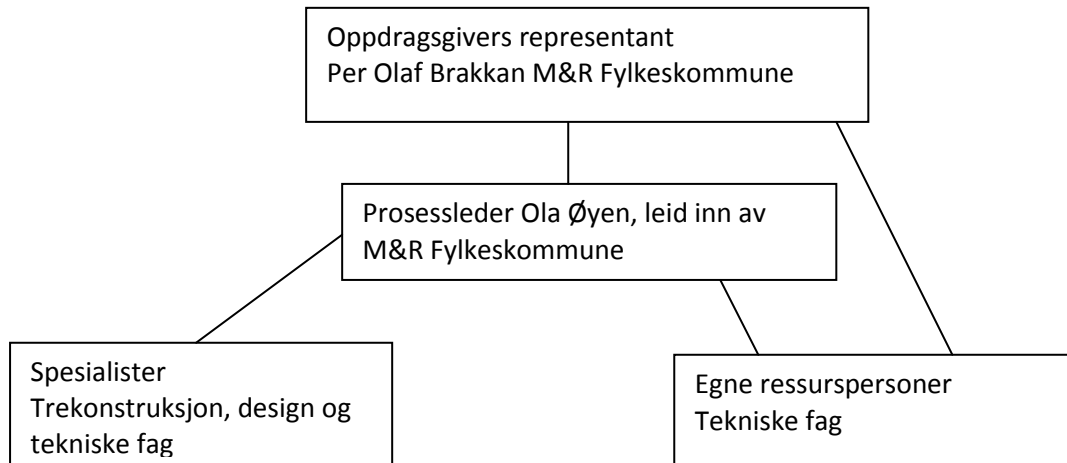 Oppdragsgivers representant
Per Olaf Brakkan M&R Fylkeskommune
Prosessleder Ola Øyen, leid inn av
M&R Fylkeskommune
Spesialister
Trekonstruksjon, design og
tekniske fag
Egne ressurspersoner
Tekniske fag